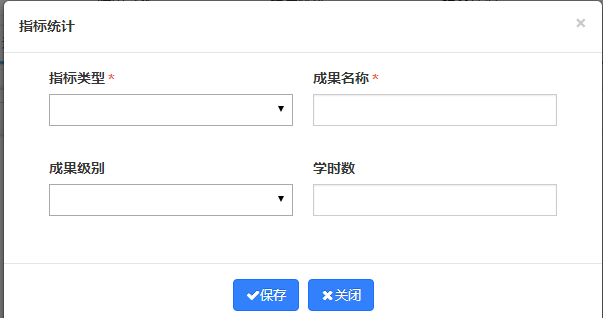 指标统计 ×
指标类型 * 成果名称 *
成果级别 学时数
保存 关闭